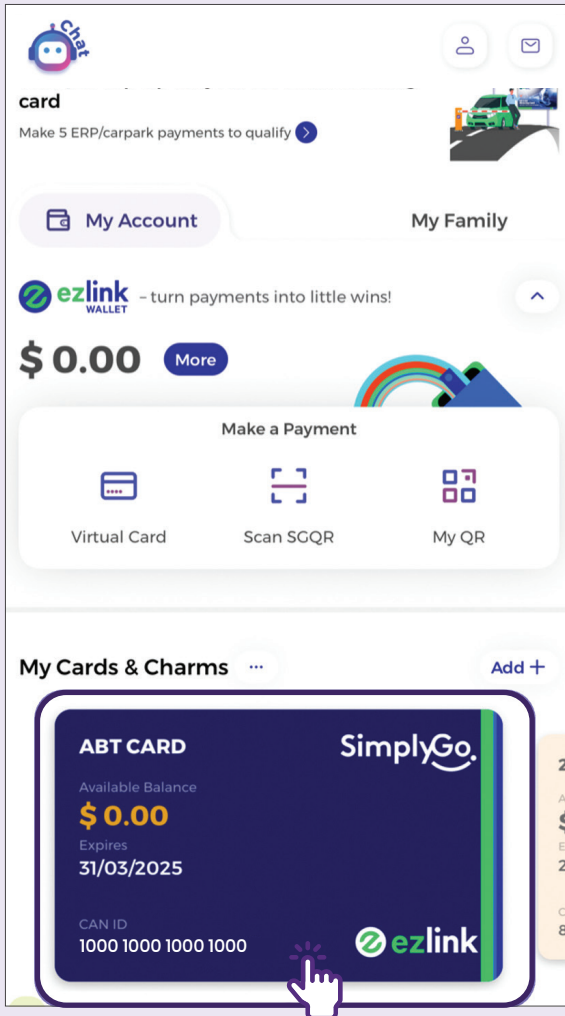 Chat
card
Make 5 ERP/carpark payments to qualify
My Account
My Family
ezlink
WALLET
– turn payments into little wins!
$ 0.00
More
Make a Payment
Virtual Card
Scan SGQR
My QR
My Cards & Charms ...
Add +
ABT CARD
SimplyGo.
Available Balance
$ 0.00
Expires
31/03/2025
CAN ID
1000 1000 1000 1000
ezlink